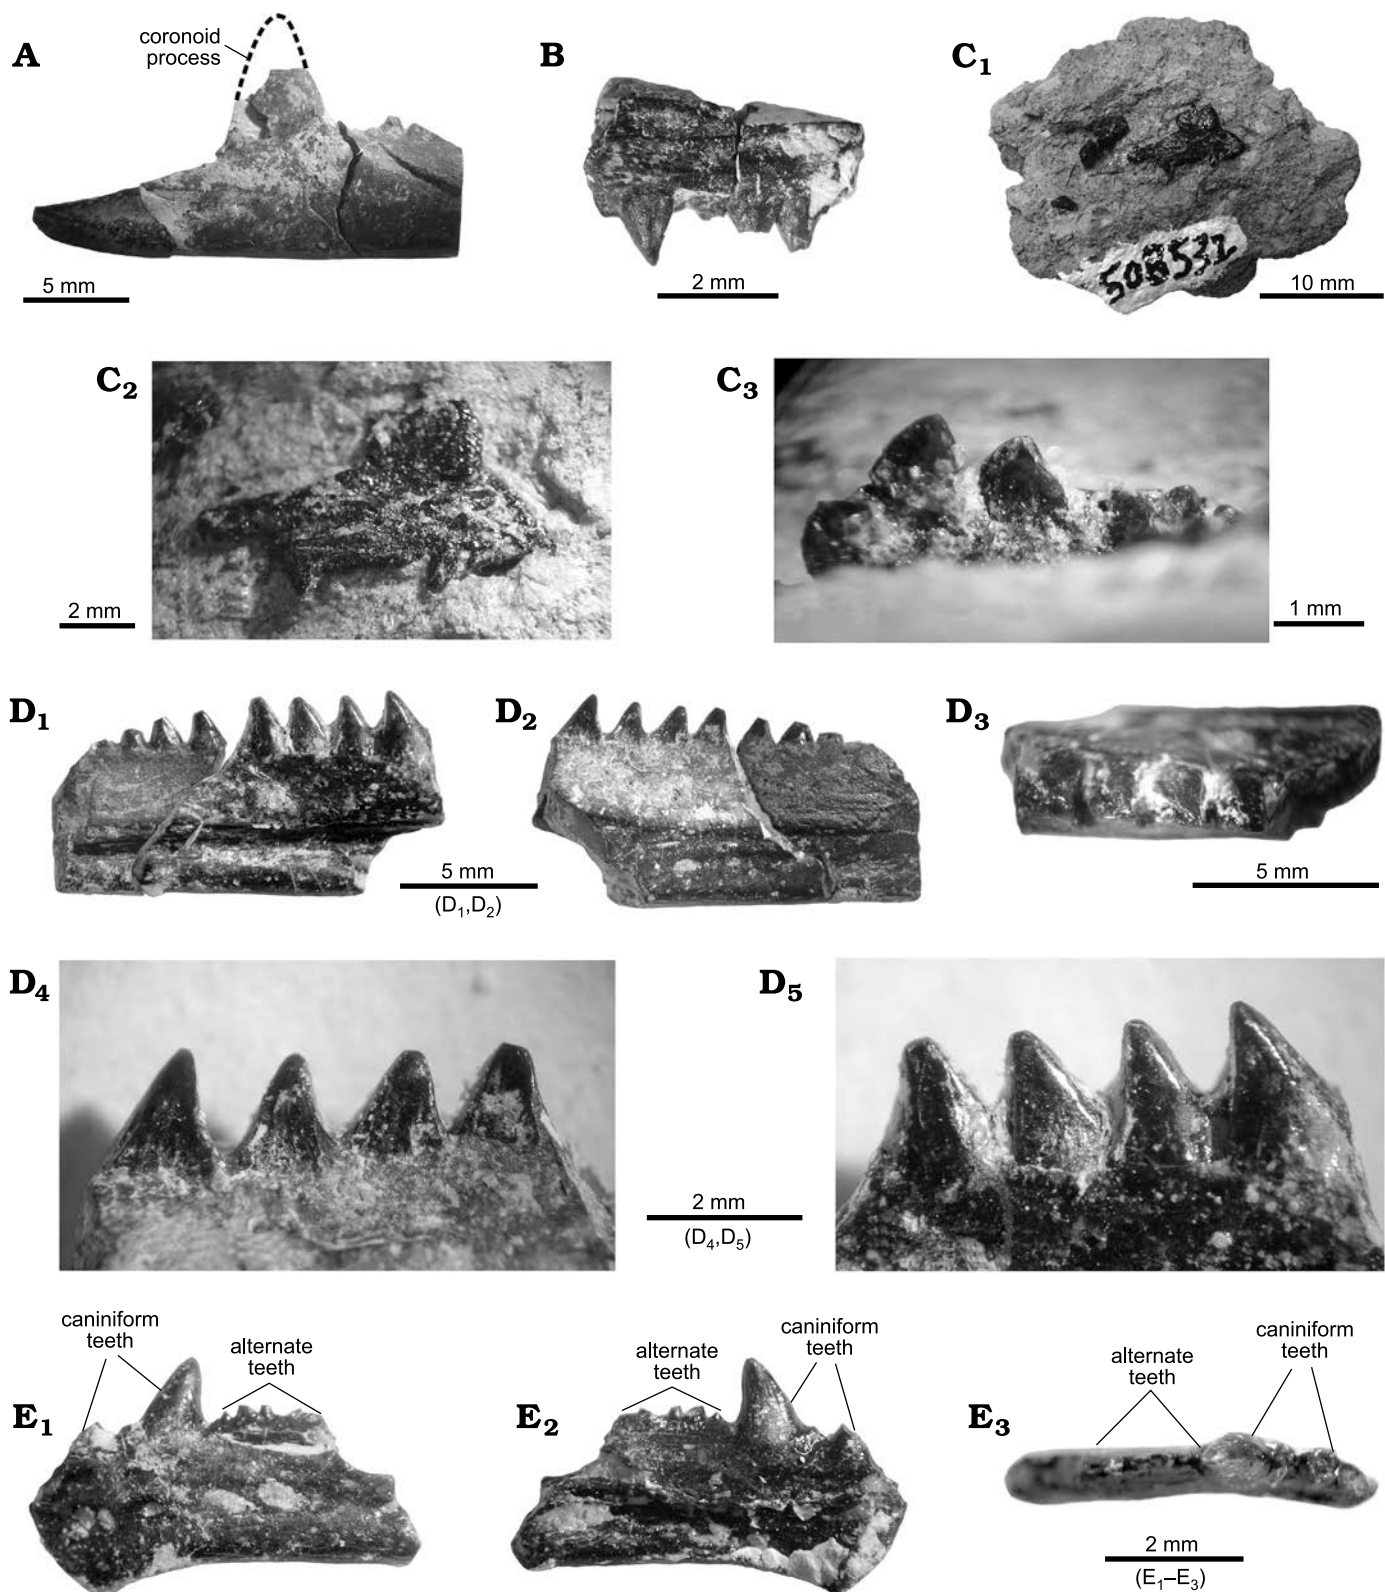 A
coronoid
process
5 mm
B
2 mm
C1
508532
10 mm
C2
2 mm
C3
1 mm
D1
D2
5 mm
(D1,D2)
D3
5 mm
D4
D5
2 mm
(D4,D5)
E1
caniniform
teeth
alternate
teeth
E2
alternate
teeth
caniniform
teeth
E3
alternate
teeth
caniniform
teeth
2 mm
(E1–E3)